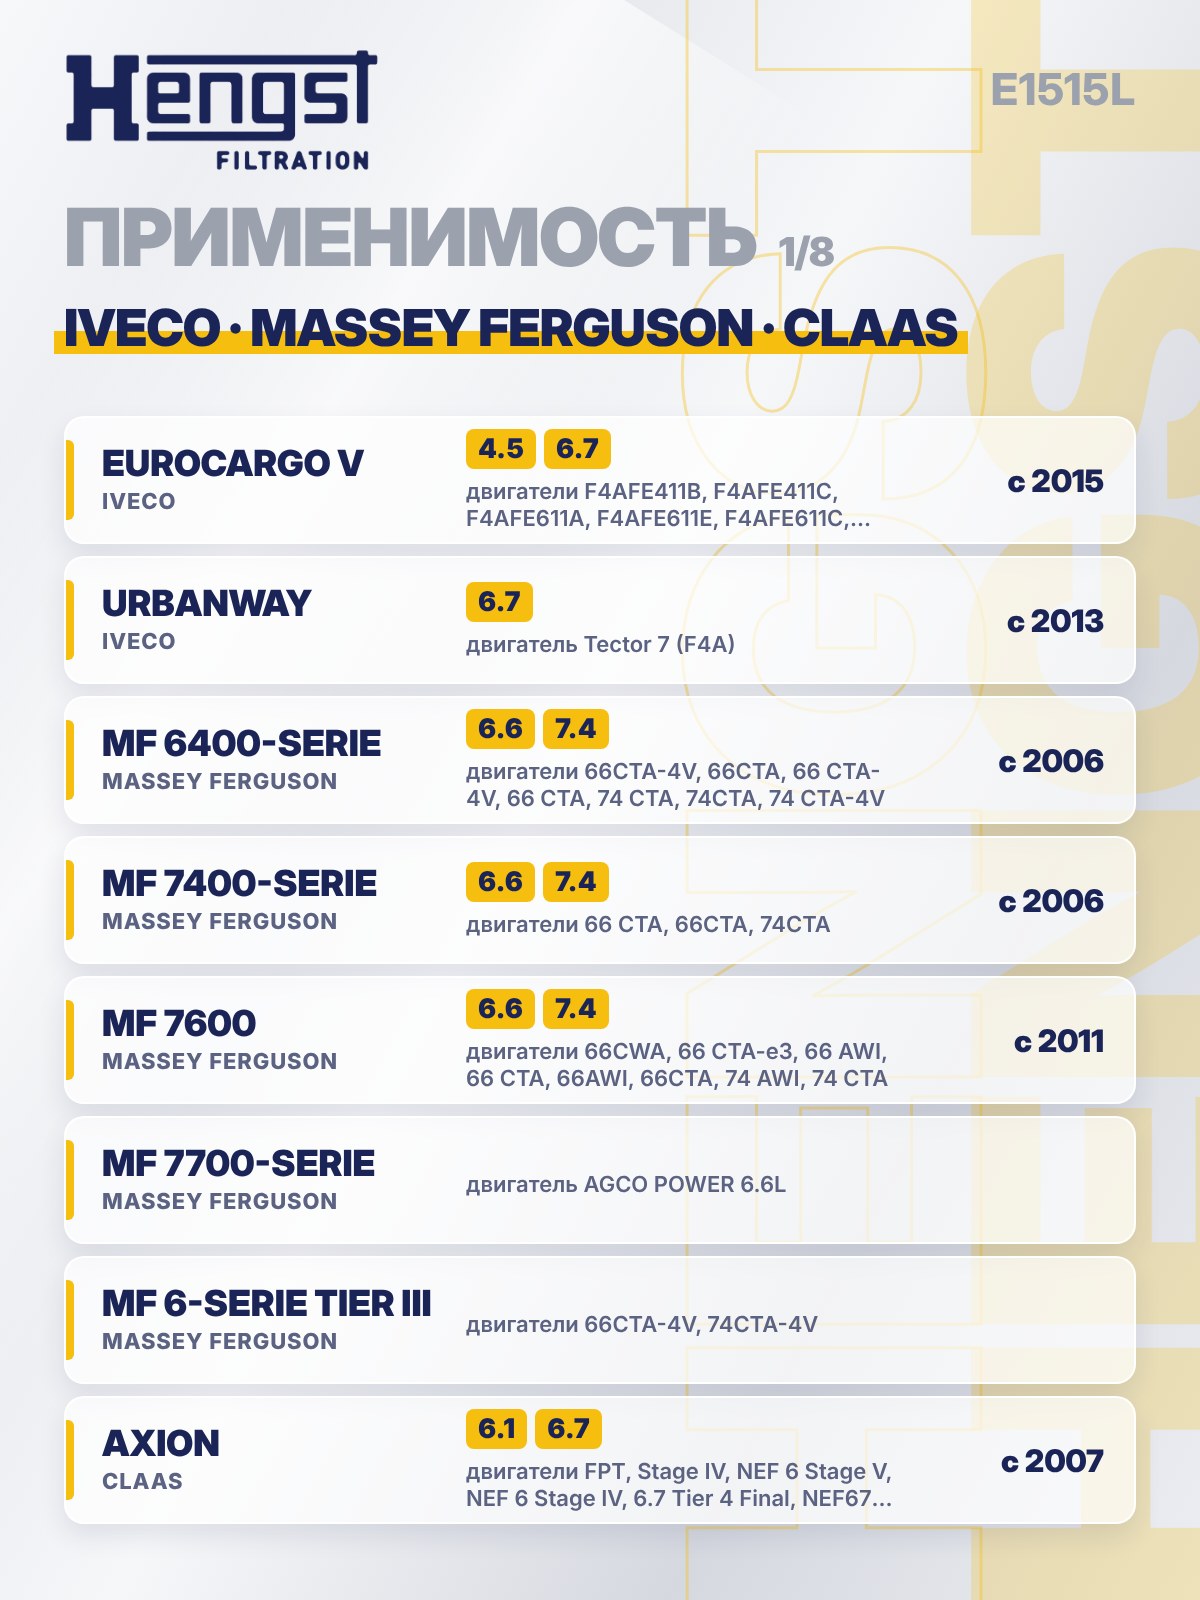 Hengst
FILTRATION
E1515L
ПРИМЕНИМОСТЬ 1/8
IVECO · MASSEY FERGUSON · CLAAS
EUROCARGO V
IVECO
4.5 6.7
двигатели F4AFE411B, F4AFE411C,
F4AFE611A, F4AFE611E, F4AFE611C,...
с 2015
URBANWAY
IVECO
6.7
двигатель Tector 7 (F4A)
с 2013
MF 6400-SERIE
MASSEY FERGUSON
6.6 7.4
двигатели 66CTA-4V, 66CTA, 66 CTA-
4V, 66 CTA, 74 CTA, 74CTA, 74 CTA-4V
с 2006
MF 7400-SERIE
MASSEY FERGUSON
6.6 7.4
двигатели 66 CTA, 66CTA, 74CTA
с 2006
MF 7600
MASSEY FERGUSON
6.6 7.4
двигатели 66CWA, 66 CTA-e3, 66 AWI,
66 CTA, 66AWI, 66CTA, 74 AWI, 74 CTA
с 2011
MF 7700-SERIE
MASSEY FERGUSON
двигатель AGCO POWER 6.6L
MF 6-SERIE TIER III
MASSEY FERGUSON
двигатели 66CTA-4V, 74CTA-4V
AXION
CLAAS
6.1 6.7
двигатели FPT, Stage IV, NEF 6 Stage V,
NEF 6 Stage IV, 6.7 Tier 4 Final, NEF67...
с 2007
HENGST